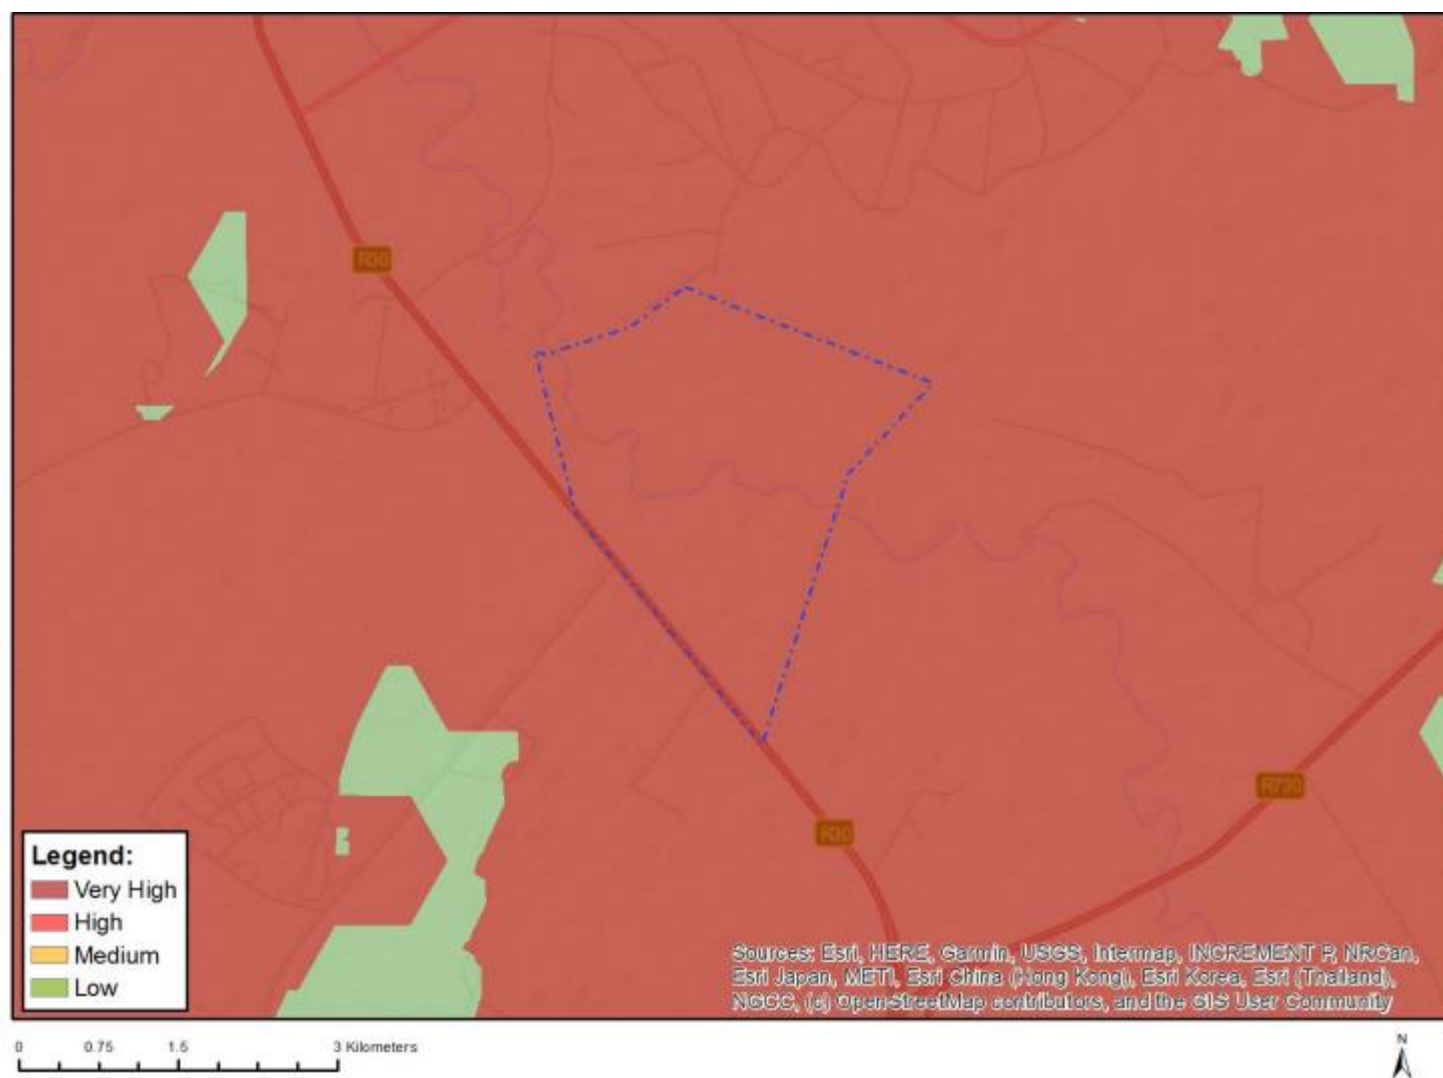 R30
R730
R30
Legend:
Very High
High
Medium
Low
Sources: Esri, HERE, Garmin, USGS, Intermap, INCREMENT P, NRCan,
Esri Japan, METI, Esri China (Hong Kong), Esri Korea, Esri (Thailand),
NGCC, (c) OpenStreetMap contributors, and the GIS User Community
0 0.75 1.5 3 Kilometers
N